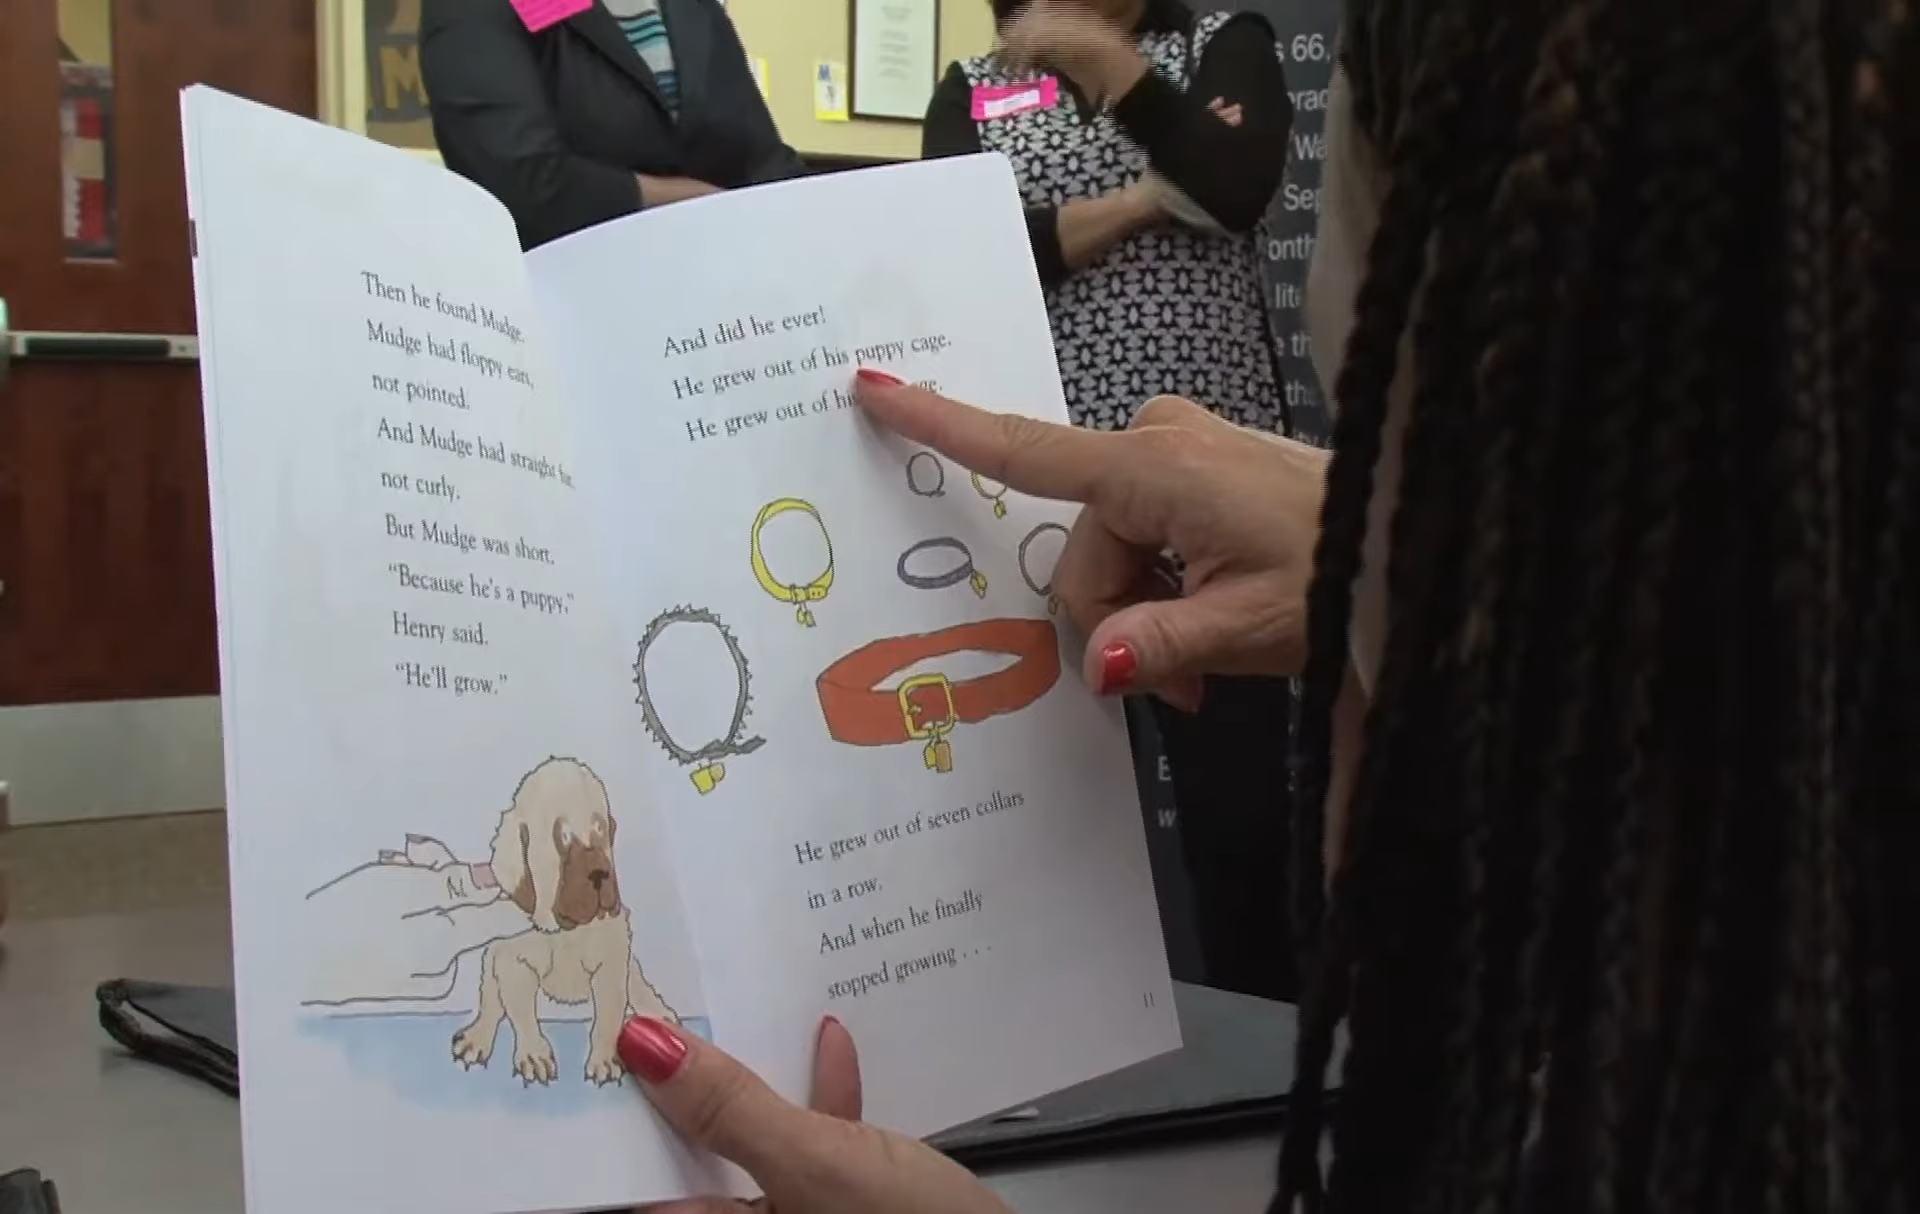 Then he found Mudge.
Mudge had floppy ears,
not pointed.
And Mudge had straight fur,
not curly.
But Mudge was short.
"Because he's a puppy,"
Henry said.
"He'll grow."
And did he ever!
He grew out of his puppy cage.
He grew out of his
He grew out of seven collars
in a row.
And when he finally
stopped growing . . .
11
M
66,
Sep